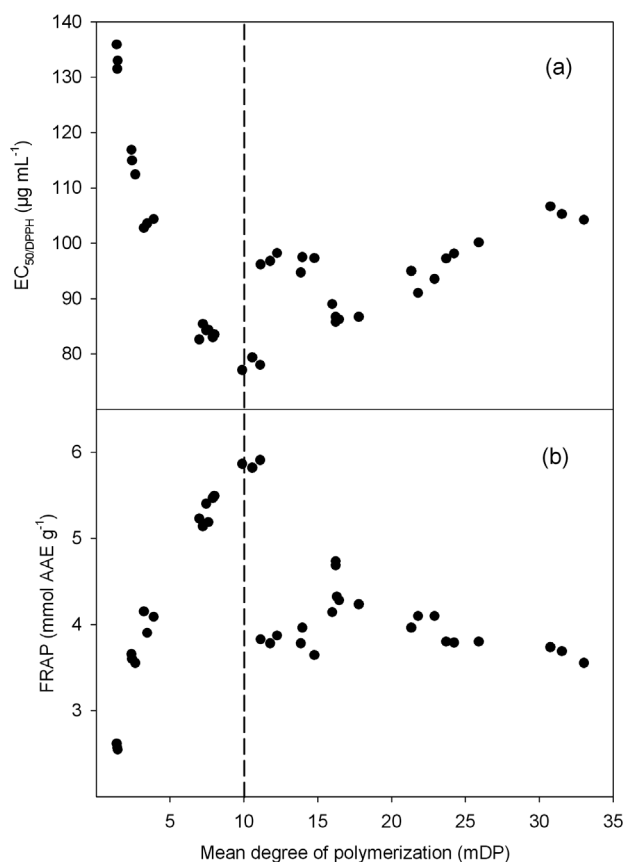 140
(a)
130
120
110
100
90
80
EC50/DPPH (µg mL-1)
6
(b)
5
4
3
FRAP (mmol AAE g-1)
5 10 15 20 25 30 35
Mean degree of polymerization (mDP)